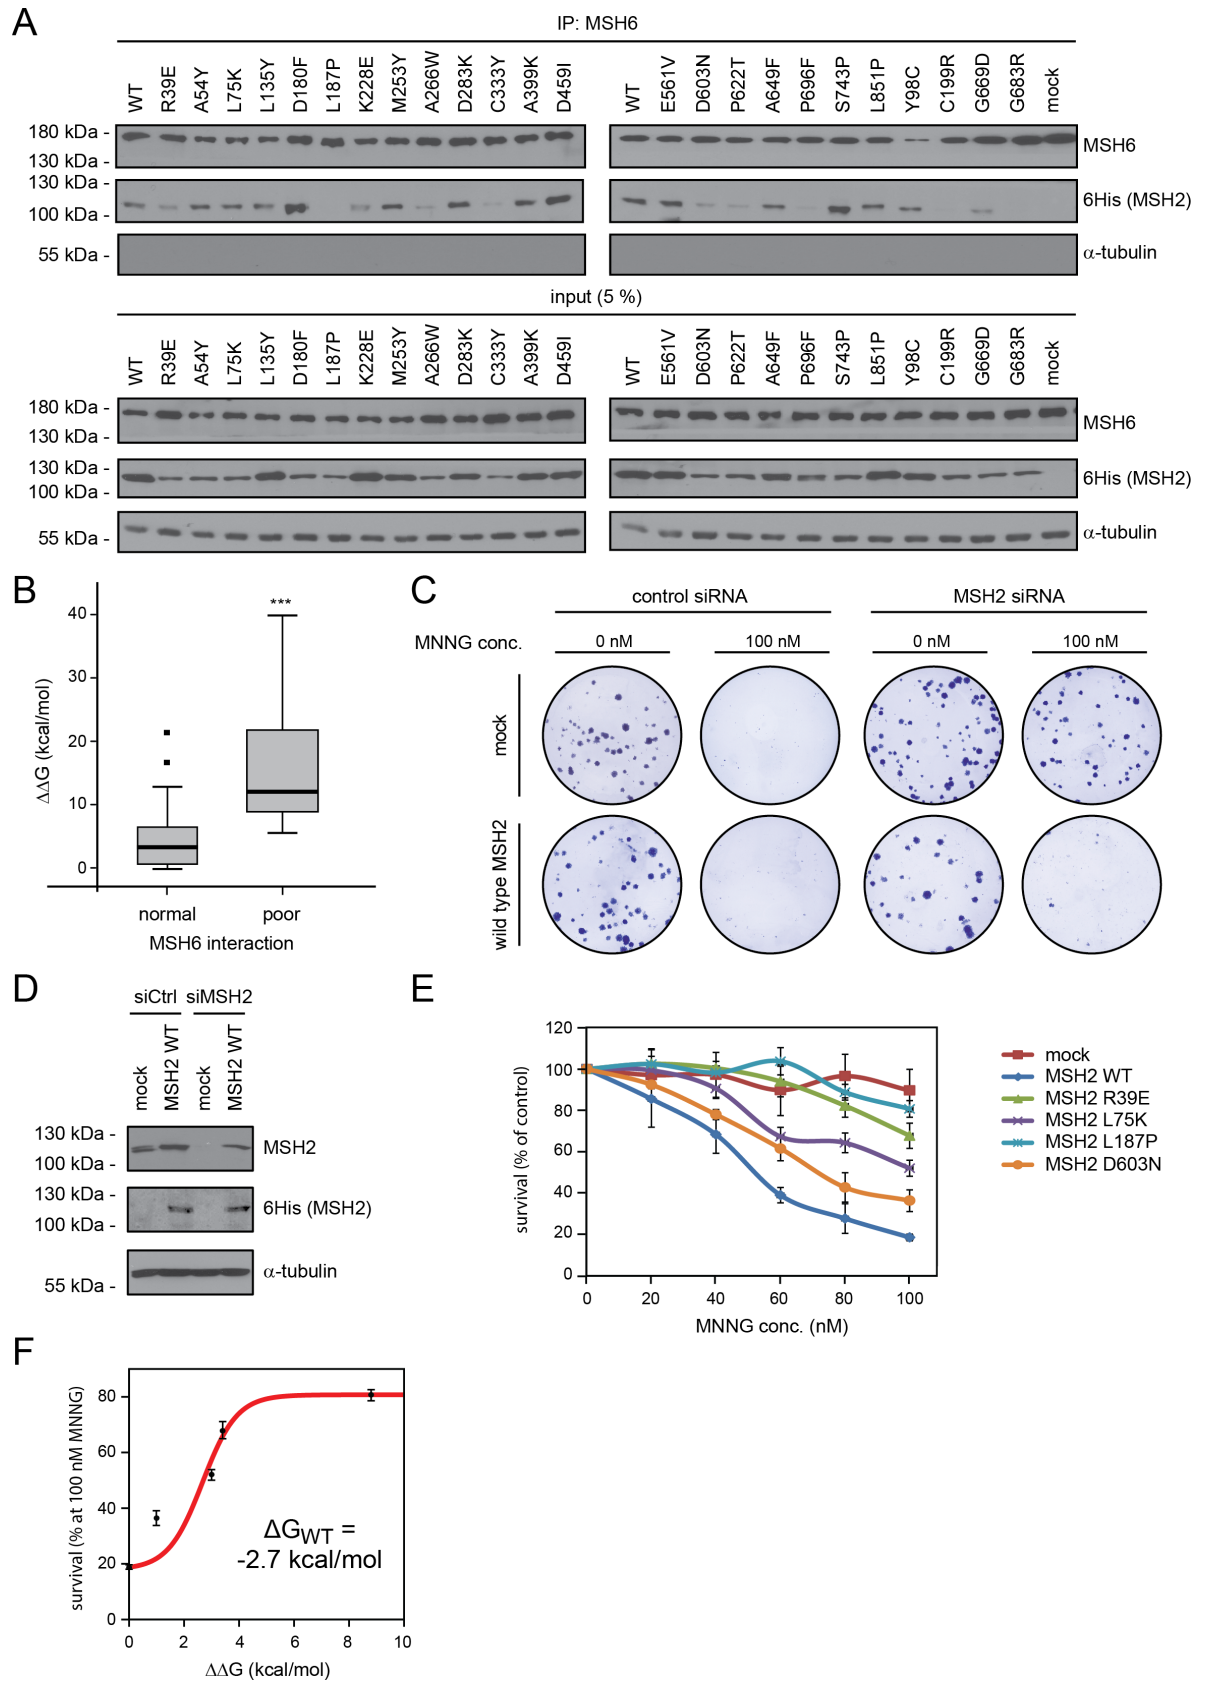 A
IP: MSH6
WT R39E A54Y L75K L135Y D180F L187P K228E M253Y A266W D283K C333Y A399K D459I WT E561V D603N P622T A649F P696F S743P L851P Y98C C199R G669D G683R mock
180 kDa -
130 kDa -
MSH6
130 kDa -
100 kDa -
6His (MSH2)
55 kDa -
α-tubulin
input (5 %)
WT R39E A54Y L75K L135Y D180F L187P K228E M253Y A266W D283K C333Y A399K D459I WT E561V D603N P622T A649F P696F S743P L851P Y98C C199R G669D G683R mock
180 kDa -
130 kDa -
MSH6
130 kDa -
100 kDa -
6His (MSH2)
55 kDa -
α-tubulin
B
ΔΔG (kcal/mol)
40
30
20
10
0
***
normal poor
MSH6 interaction
C
control siRNA MSH2 siRNA
MNNG conc. 0 nM 100 nM 0 nM 100 nM
mock
wild type MSH2
D
siCtrl siMSH2
mock MSH2 WT mock MSH2 WT
130 kDa -
100 kDa -
MSH2
130 kDa -
100 kDa -
6His (MSH2)
55 kDa -
α-tubulin
E
survival (% of control)
120
100
80
60
40
20
0
0 20 40 60 80 100
MNNG conc. (nM)
mock
MSH2 WT
MSH2 R39E
MSH2 L75K
MSH2 L187P
MSH2 D603N
F
survival (% at 100 nM MNNG)
80
60
40
20
0
ΔGWT =
-2.7 kcal/mol
0 2 4 6 8 10
ΔΔG (kcal/mol)